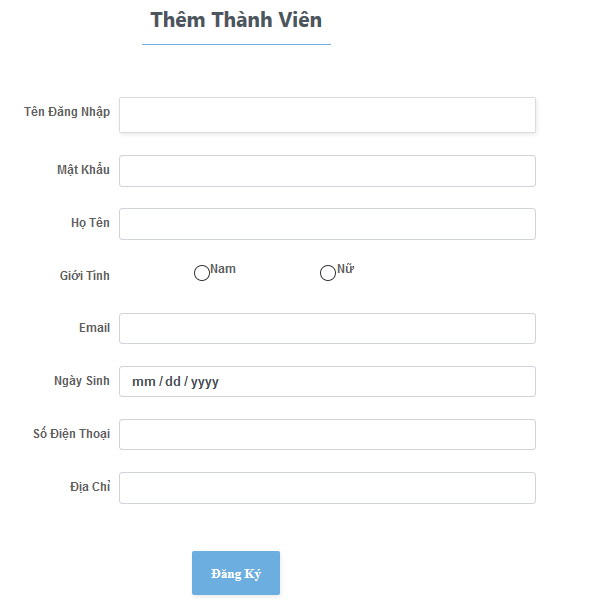 Thêm Thành Viên
Tên Đăng Nhập
Mật Khẩu
Họ Tên
Giới Tính Nam Nữ
Email
Ngày Sinh mm / dd / yyyy
Số Điện Thoại
Địa Chỉ
Đăng Ký